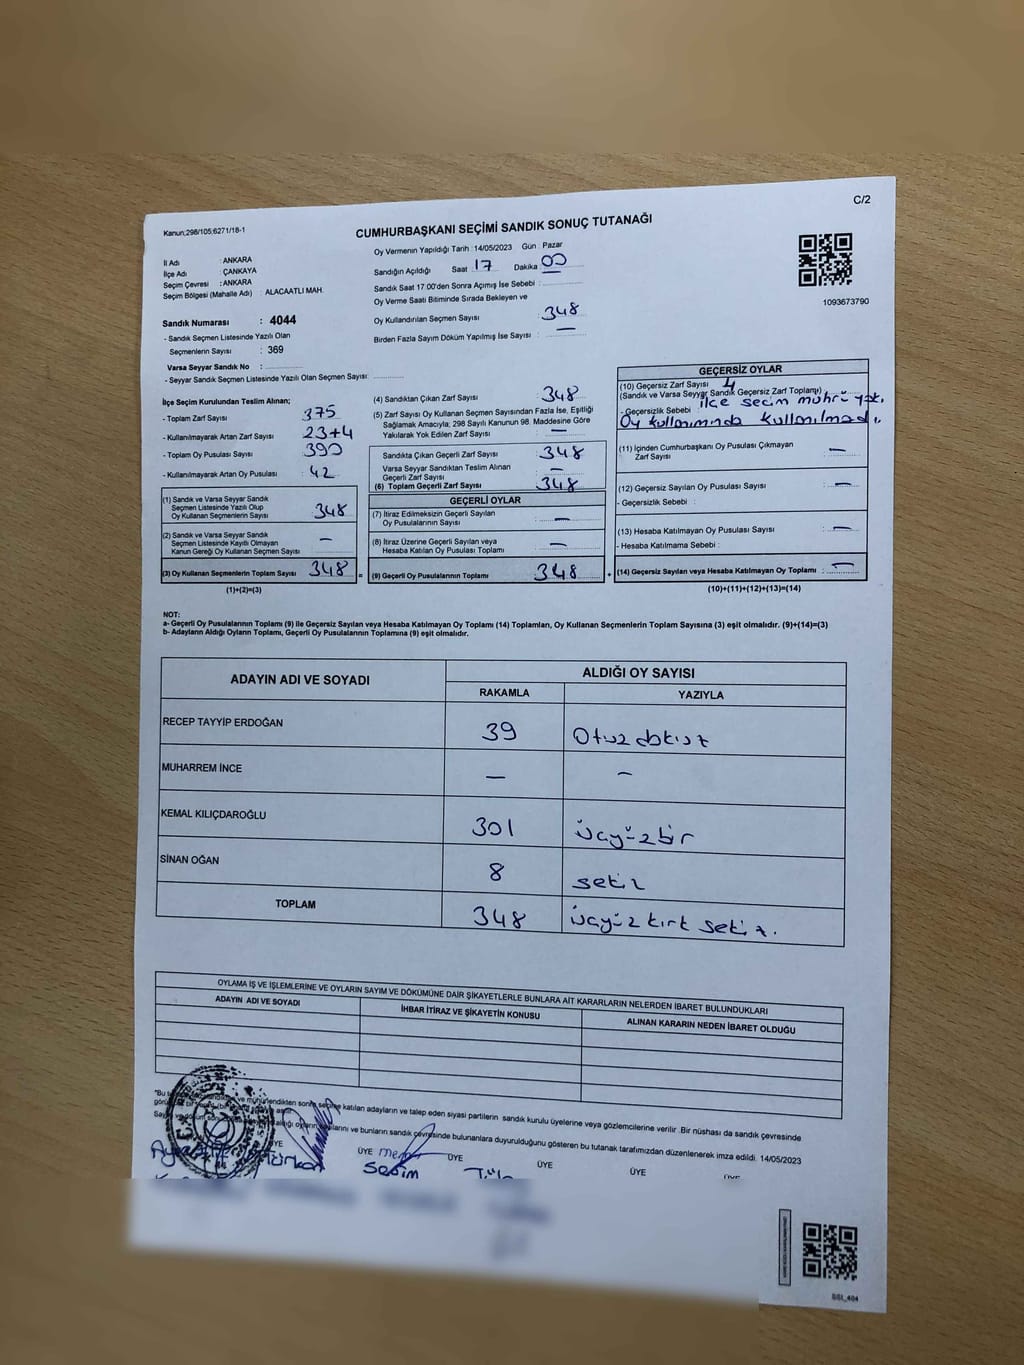 C/2
Kanun;298/105;6271/18-1
CUMHURBAŞKANI SEÇİMİ SANDIK SONUÇ TUTANAĞI
1093673790
İl Adı : ANKARA
İlçe Adı : ÇANKAYA
Seçim Çevresi : ANKARA
Seçim Bölgesi (Mahalle Adı) : ALACAATLI MAH.
Oy Vermenin Yapıldığı Tarih :14/05/2023 Gün : Pazar
Sandığın Açıldığı Saat 17 Dakika 00
Sandık Saat 17.00'den Sonra Açımış İse Sebebi :
Oy Verme Saati Bitiminde Sırada Bekleyen ve
Oy Kullandırılan Seçmen Sayısı : 348
Birden Fazla Sayım Döküm Yapılmış İse Sayısı : —
Sandık Numarası : 4044
- Sandık Seçmen Listesinde Yazılı Olan
Seçmenlerin Sayısı : 369
Varsa Seyyar Sandık No :
- Seyyar Sandık Seçmen Listesinde Yazılı Olan Seçmen Sayısı:
İlçe Seçim Kurulundan Teslim Alınan;
- Toplam Zarf Sayısı : 375
- Kullanılmayarak Artan Zarf Sayısı : 23+4
- Toplam Oy Pusulası Sayısı : 390
- Kullanılmayarak Artan Oy Pusulası : 42
(1) Sandık ve Varsa Seyyar Sandık
Seçmen Listesinde Yazılı Olup
Oy Kullanan Seçmenlerin Sayısı : 348
(2) Sandık ve Varsa Seyyar Sandık
Seçmen Listesinde Kayıtlı Olmayan
Kanun Gereği Oy Kullanan Seçmen Sayısı : —
(3) Oy Kullanan Seçmenlerin Toplam Sayısı : 348
(1)+(2)=(3)
(4) Sandıktan Çıkan Zarf Sayısı : 348
(5) Zarf Sayısı Oy Kullanan Seçmen Sayısından Fazla İse, Eşitliği
Sağlamak Amacıyla; 298 Sayılı Kanunun 98. Maddesine Göre
Yakılarak Yok Edilen Zarf Sayısı : —
Sandıkta Çıkan Geçerli Zarf Sayısı : 348
Varsa Seyyar Sandıktan Teslim Alınan
Geçerli Zarf Sayısı : —
(6) Toplam Geçerli Zarf Sayısı : 348
GEÇERLİ OYLAR
(7) İtiraz Edilmeksizin Geçerli Sayılan
Oy Pusulalarının Sayısı : —
(8) İtiraz Üzerine Geçerli Sayılan veya
Hesaba Katılan Oy Pusulası Toplamı : —
(9) Geçerli Oy Pusulalarının Toplamı : 348
GEÇERSİZ OYLAR
(10) Geçersiz Zarf Sayısı : 4
(Sandık ve Varsa Seyyar Sandık Geçersiz Zarf Toplamı)
- Geçersizlik Sebebi : ilçe seçim mührü yok.
Oy kullanımında kullanılmadı.
(11) İçinden Cumhurbaşkanı Oy Pusulası Çıkmayan
Zarf Sayısı : —
(12) Geçersiz Sayılan Oy Pusulası Sayısı : —
- Geçersizlik Sebebi :
(13) Hesaba Katılmayan Oy Pusulası Sayısı : —
- Hesaba Katılmama Sebebi :
(14) Geçersiz Sayılan veya Hesaba Katılmayan Oy Toplamı : —
(10)+(11)+(12)+(13)=(14)
NOT:
a- Geçerli Oy Pusulalarının Toplamı (9) ile Geçersiz Sayılan veya Hesaba Katılmayan Oy Toplamı (14) Toplamları, Oy Kullanan Seçmenlerin Toplam Sayısına (3) eşit olmalıdır. (9)+(14)=(3)
b- Adayların Aldığı Oyların Toplamı, Geçerli Oy Pusulalarının Toplamına (9) eşit olmalıdır.
ADAYIN ADI VE SOYADI
ALDIĞI OY SAYISI
RAKAMLA YAZIYLA
RECEP TAYYİP ERDOĞAN 39 Otuz dokuz
MUHARREM İNCE — —
KEMAL KILIÇDAROĞLU 301 üçyüzbir
SİNAN OĞAN 8 sekiz
TOPLAM 348 üçyüz kırk sekiz.
OYLAMA İŞ VE İŞLEMLERİNE VE OYLARIN SAYIM VE DÖKÜMÜNE DAİR ŞİKAYETLERLE BUNLARA AİT KARARLARIN NELERDEN İBARET BULUNDUKLARI
ADAYIN ADI VE SOYADI İHBAR İTİRAZ VE ŞİKAYETİN KONUSU ALINAN KARARIN NEDEN İBARET OLDUĞU
"Bu ve mühürlendikten sonra seçime katılan adayların ve talep eden siyasi partilerin sandık kurulu üyelerine veya gözlemcilerine verilir .Bir nüshası da sandık çevresinde
ve bunların sandık çevresinde bulunanlara duyurulduğunu gösteren bu tutanak tarafımızdan düzenlenerek imza edildi. 14/05/2023
ÜYE ÜYE ÜYE ÜYE ÜYE
Türkan Seçim
SSI_404